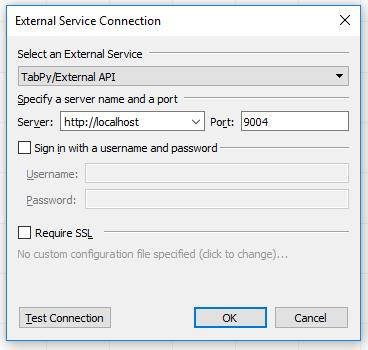 External Service Connection
Select an External Service
TabPy/External API
Specify a server name and a port
Server: http://localhost Port: 9004
Sign in with a username and password
Username:
Password:
Require SSL
No custom configuration file specified (click to change)...
Test Connection OK Cancel